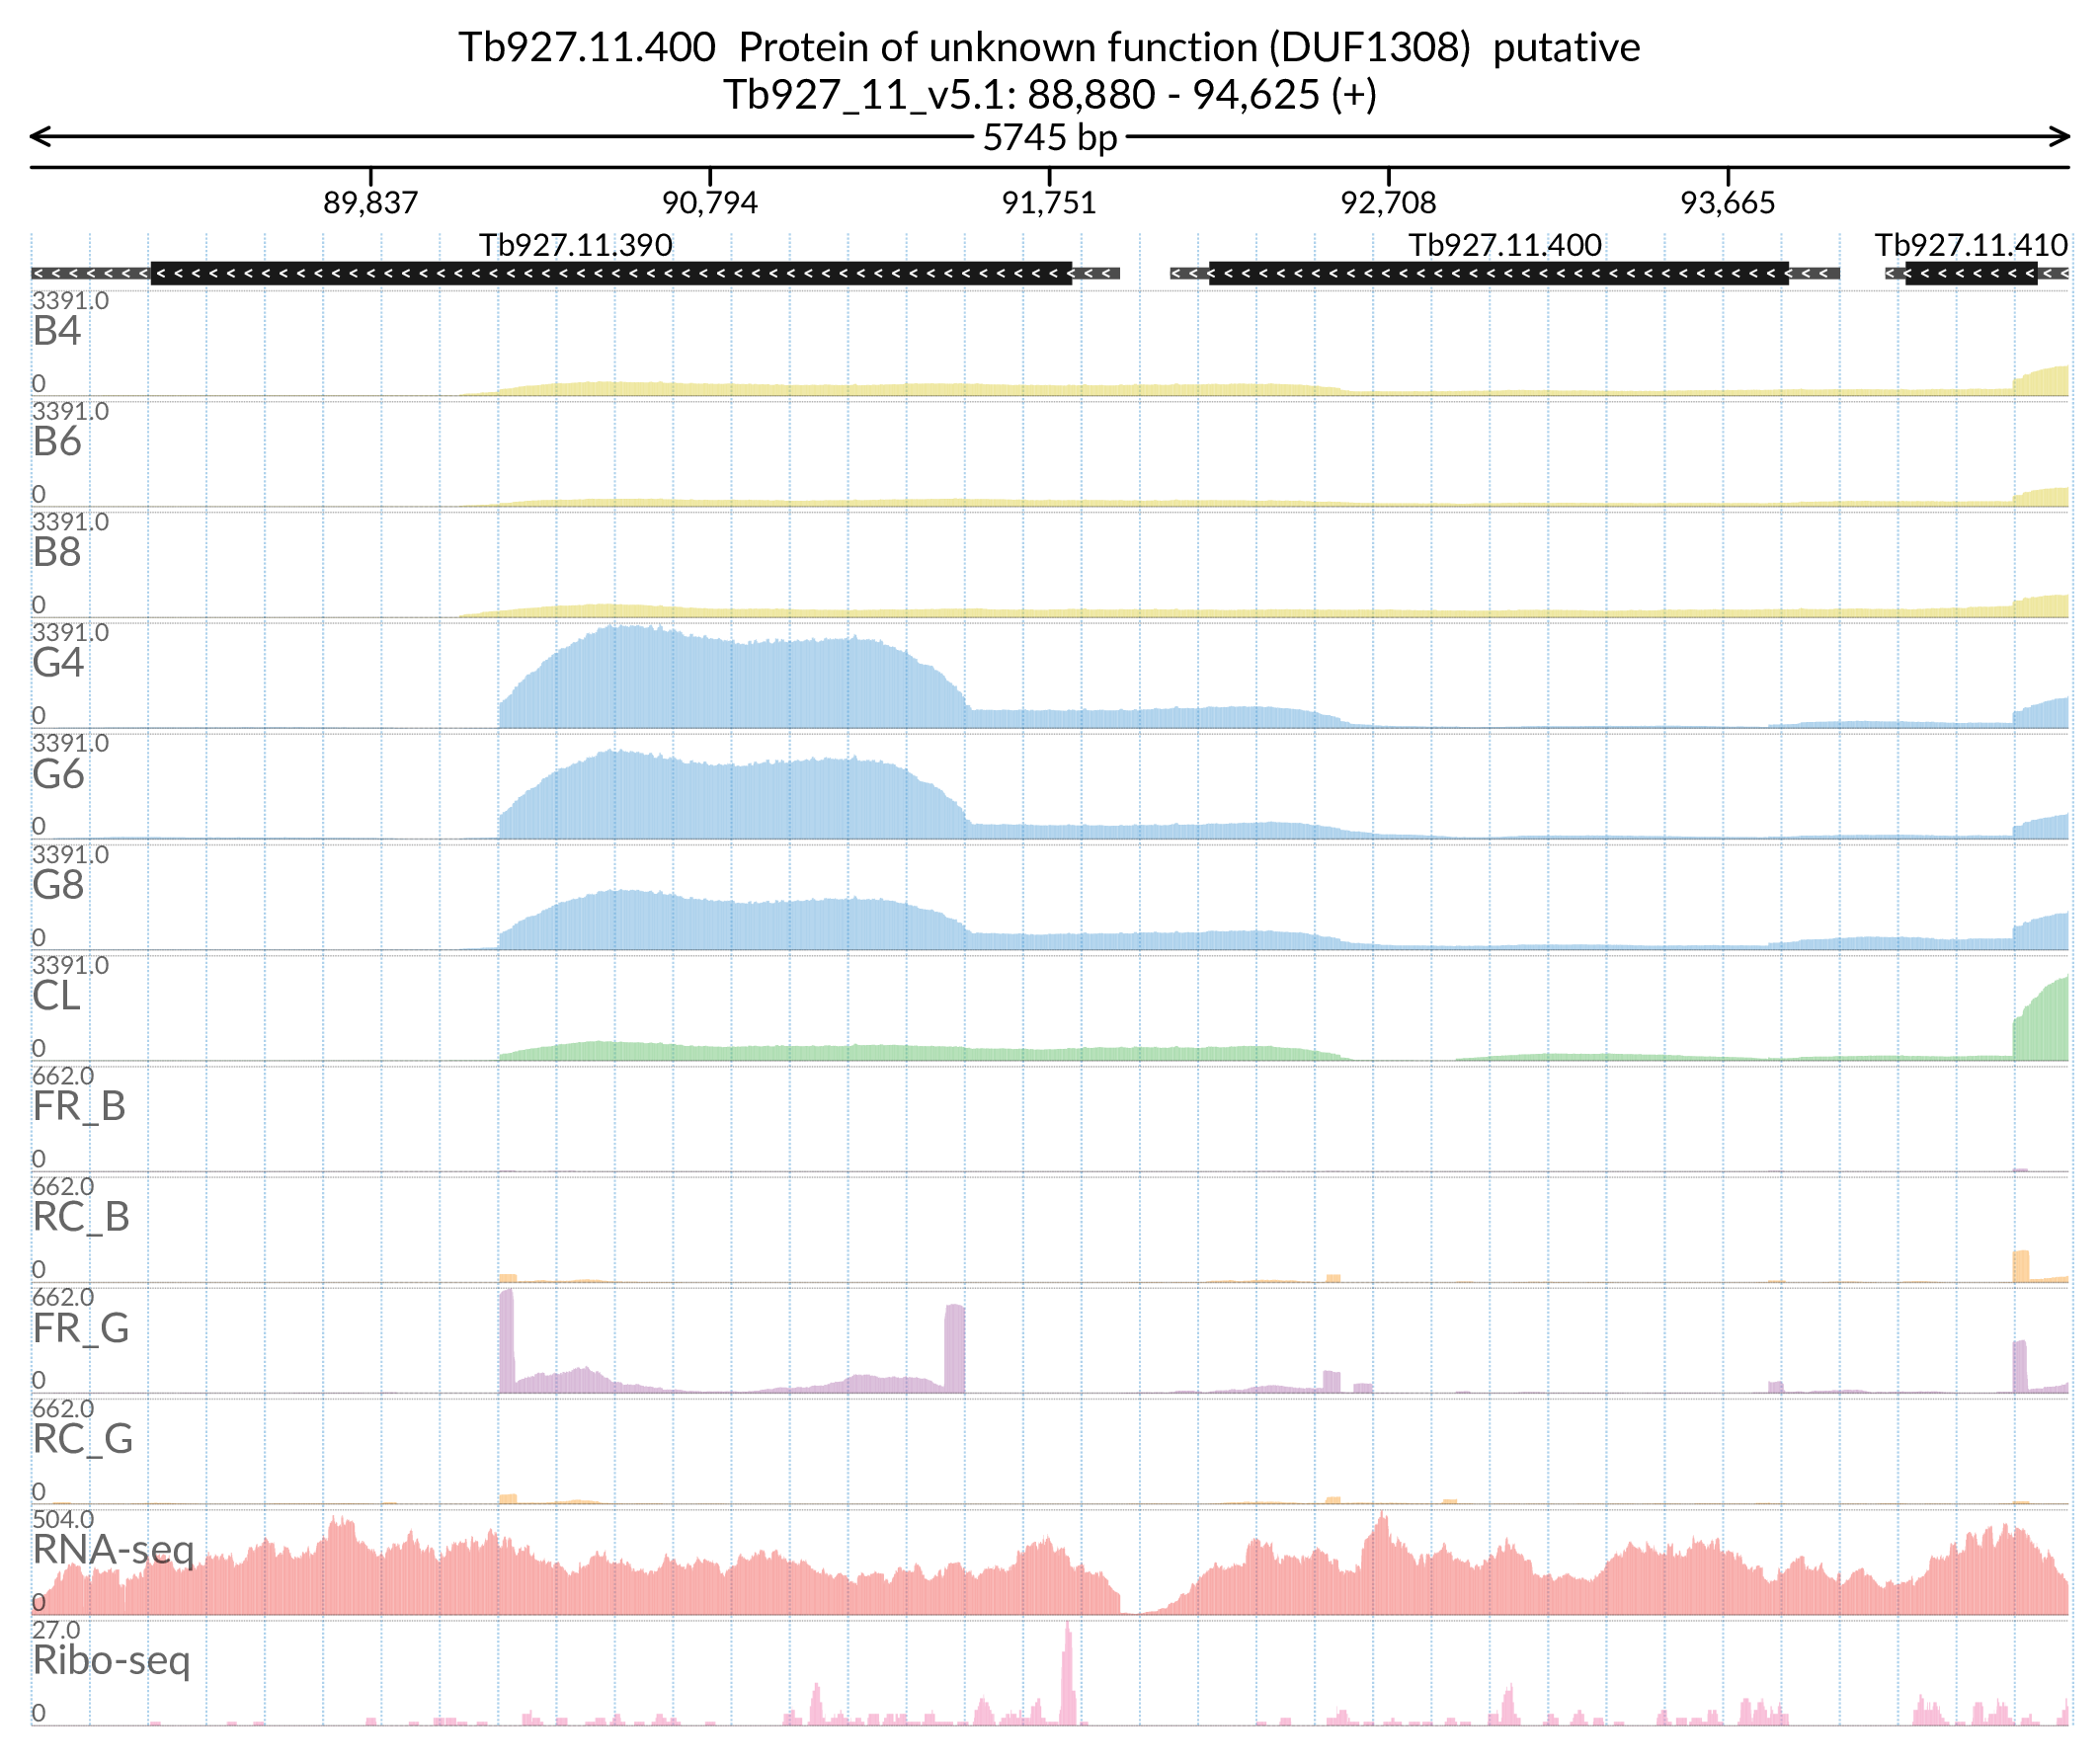 Tb927.11.400  Protein of unknown function (DUF1308)  putative
Tb927_11_v5.1: 88,880 - 94,625 (+)
5745 bp
89,837 90,794 91,751 92,708 93,665
Tb927.11.390 Tb927.11.400 Tb927.11.410
3391.0
B4
0
3391.0
B6
0
3391.0
B8
0
3391.0
G4
0
3391.0
G6
0
3391.0
G8
0
3391.0
CL
0
662.0
FR_B
0
662.0
RC_B
0
662.0
FR_G
0
662.0
RC_G
0
504.0
RNA-seq
0
27.0
Ribo-seq
0